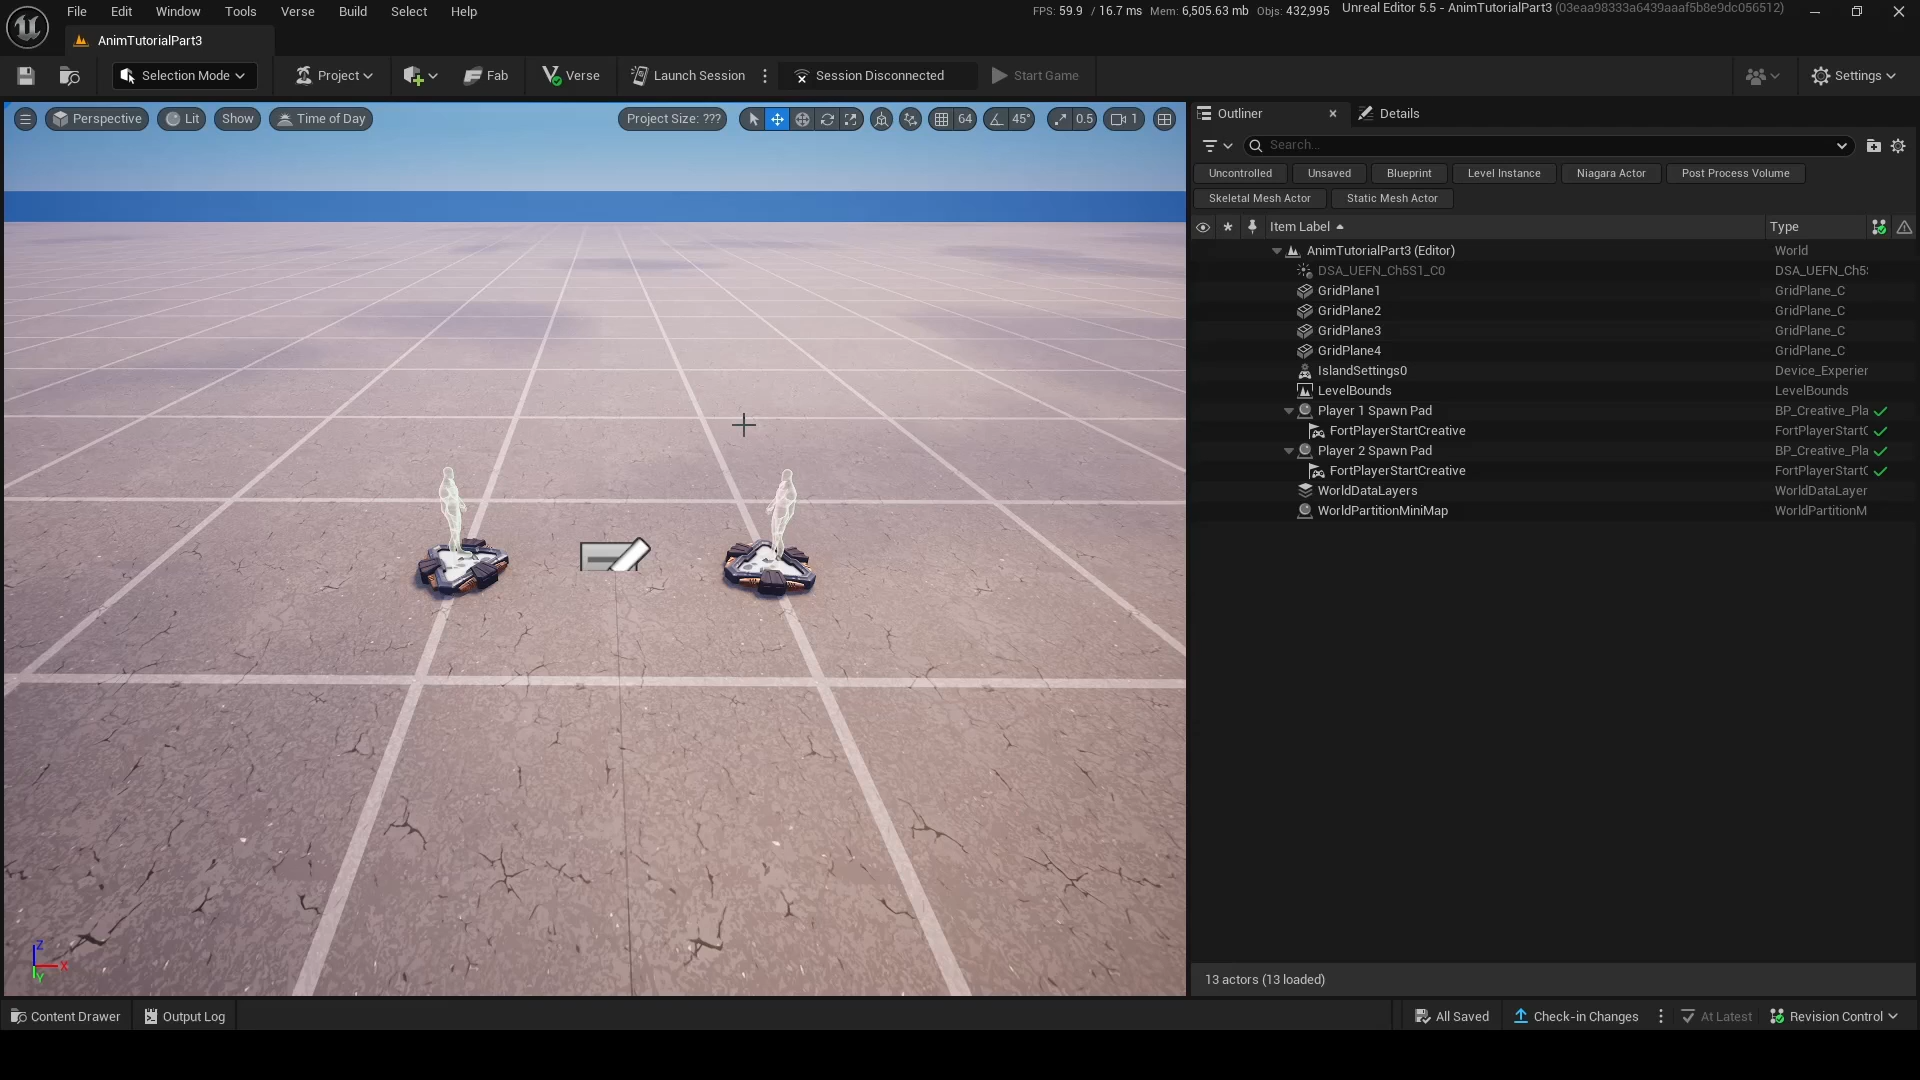 File Edit Window Tools Verse Build Select Help
FPS: 59.9 / 16.7 ms Mem: 6,505.63 mb Objs: 432,995
Unreal Editor 5.5 - AnimTutorialPart3 (03eaa98333a6439aaaf5b8e9dc056512)
AnimTutorialPart3
Selection Mode Project Fab Verse Launch Session Session Disconnected Start Game Settings
Perspective Lit Show Time of Day Project Size: ??? 64 45° 0.5 1
Outliner Details
Search...
Uncontrolled Unsaved Blueprint Level Instance Niagara Actor Post Process Volume
Skeletal Mesh Actor Static Mesh Actor
Item Label Type
AnimTutorialPart3 (Editor) World
DSA_UEFN_Ch5S1_C0 DSA_UEFN_Ch5S
GridPlane1 GridPlane_C
GridPlane2 GridPlane_C
GridPlane3 GridPlane_C
GridPlane4 GridPlane_C
IslandSettings0 Device_Experier
LevelBounds LevelBounds
Player 1 Spawn Pad BP_Creative_Pla
FortPlayerStartCreative FortPlayerStartC
Player 2 Spawn Pad BP_Creative_Pla
FortPlayerStartCreative FortPlayerStartC
WorldDataLayers WorldDataLayer
WorldPartitionMiniMap WorldPartitionM
13 actors (13 loaded)
Z
X
Y
Content Drawer Output Log All Saved Check-in Changes At Latest Revision Control